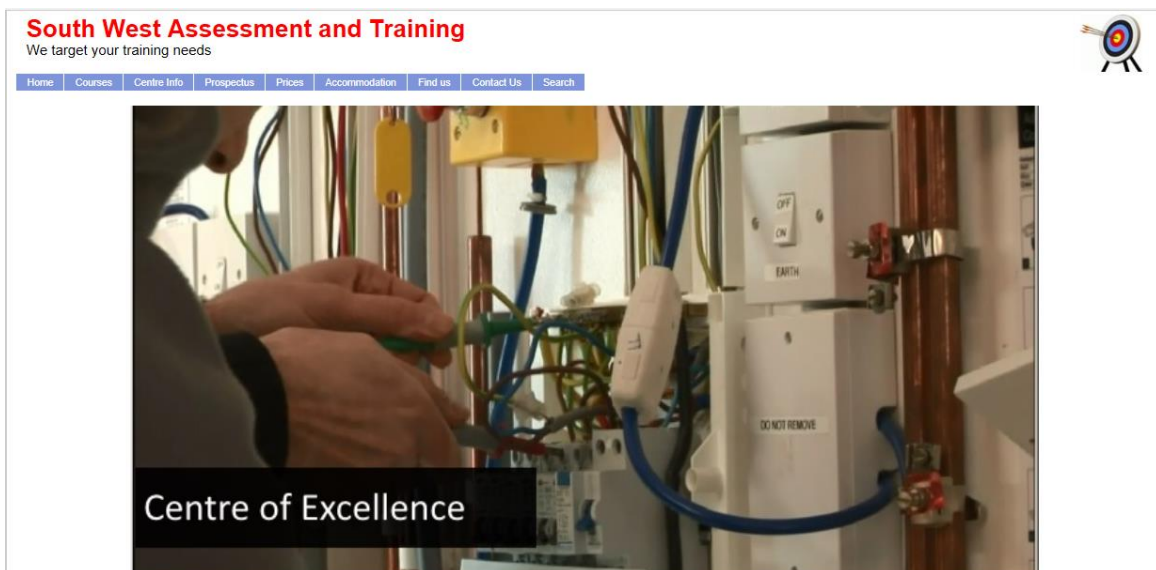 South West Assessment and Training
We target your training needs
Home Courses Centre Info Prospectus Prices Accommodation Find us Contact Us Search
OFF
ON
EARTH
DO NOT REMOVE
Centre of Excellence